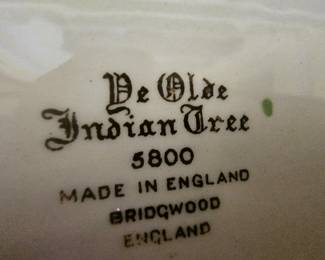 Ye Olde
Indian Tree
5800
MADE IN ENGLAND
BRIDGWOOD
ENGLAND